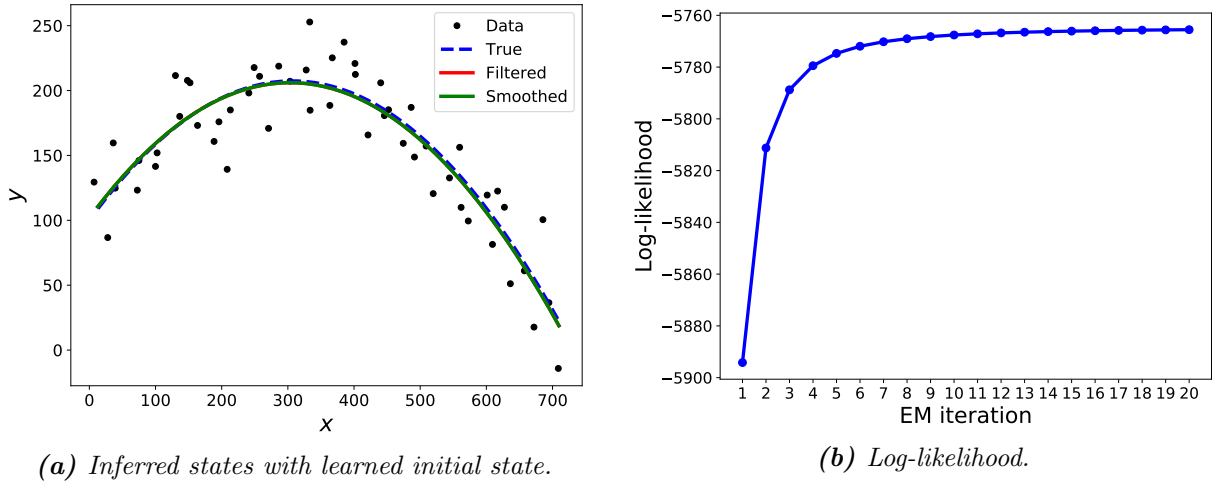 250
200
150
100
50
0
y
Data
True
Filtered
Smoothed
0 100 200 300 400 500 600 700
x
(a) Inferred states with learned initial state.
−5760
−5780
−5800
−5820
−5840
−5860
−5880
−5900
Log-likelihood
1 2 3 4 5 6 7 8 9 10 11 12 13 14 15 16 17 18 19 20
EM iteration
(b) Log-likelihood.